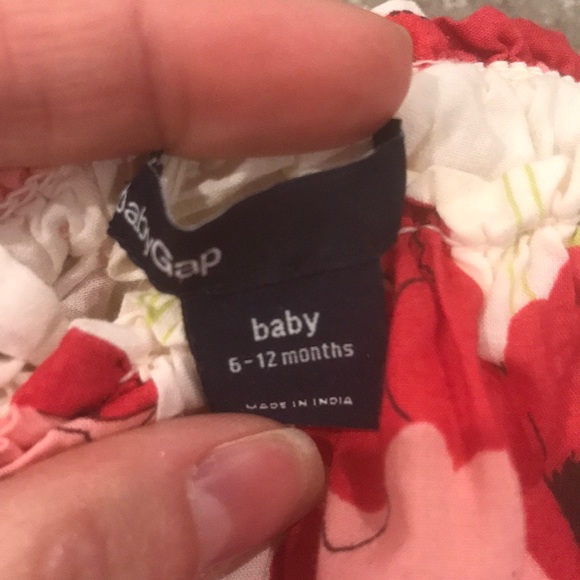 babyGap
baby
6-12 months
MADE IN INDIA